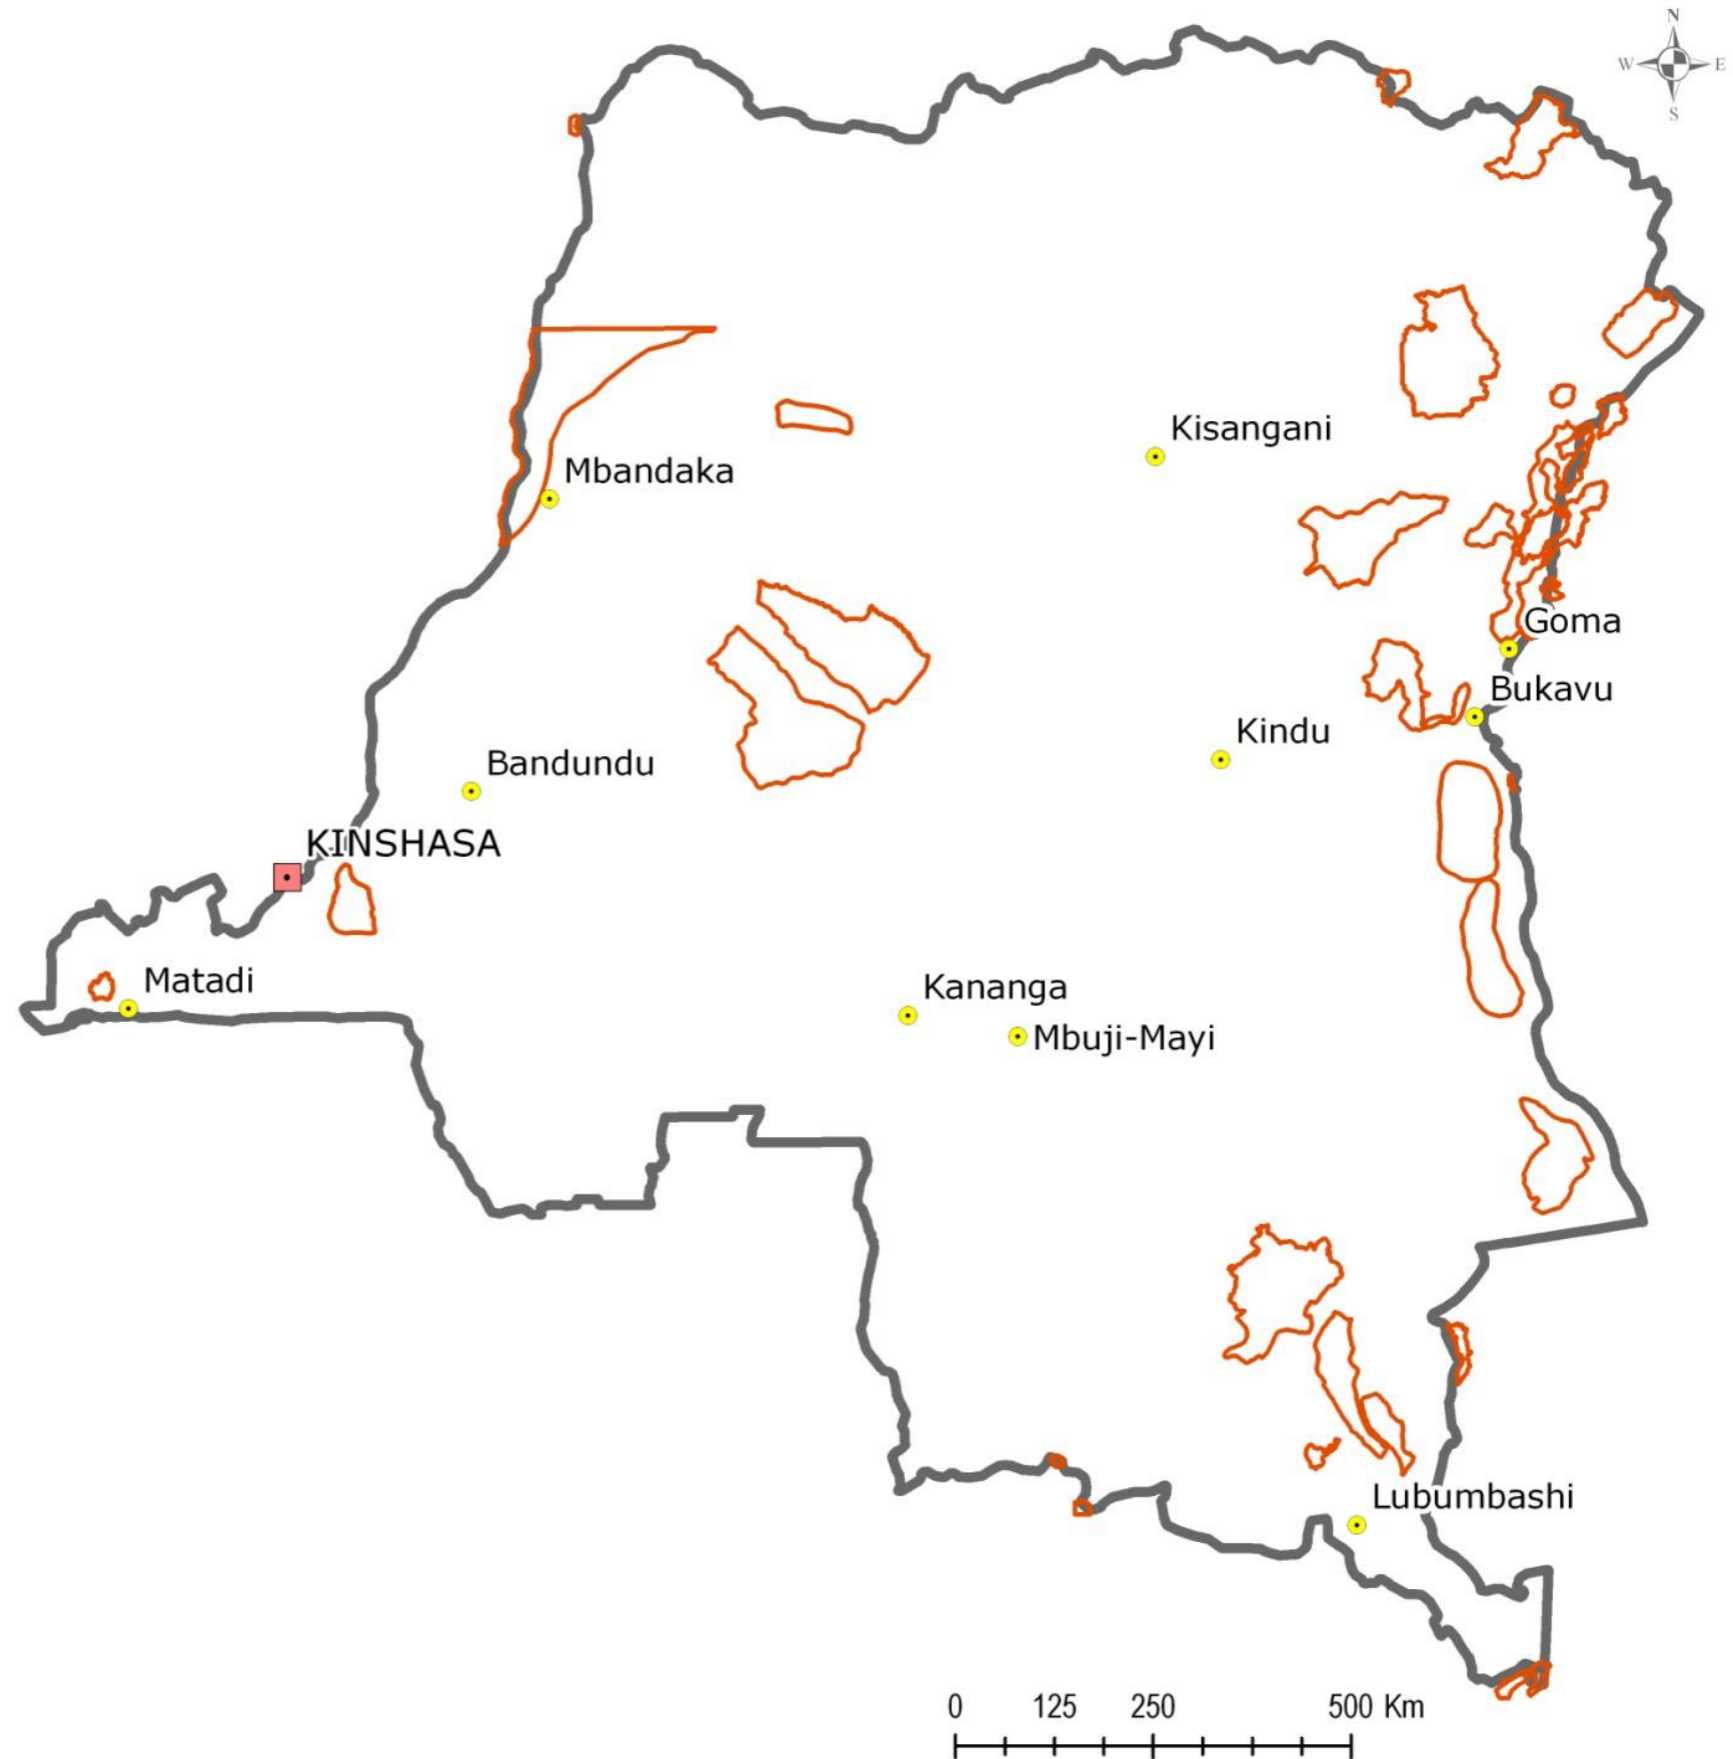 N
W E
S
Kisangani
Mbandaka
Goma
Bukavu
Kindu
Bandundu
KINSHASA
Matadi
Kananga
Mbuji-Mayi
Lubumbashi
0 125 250 500 Km